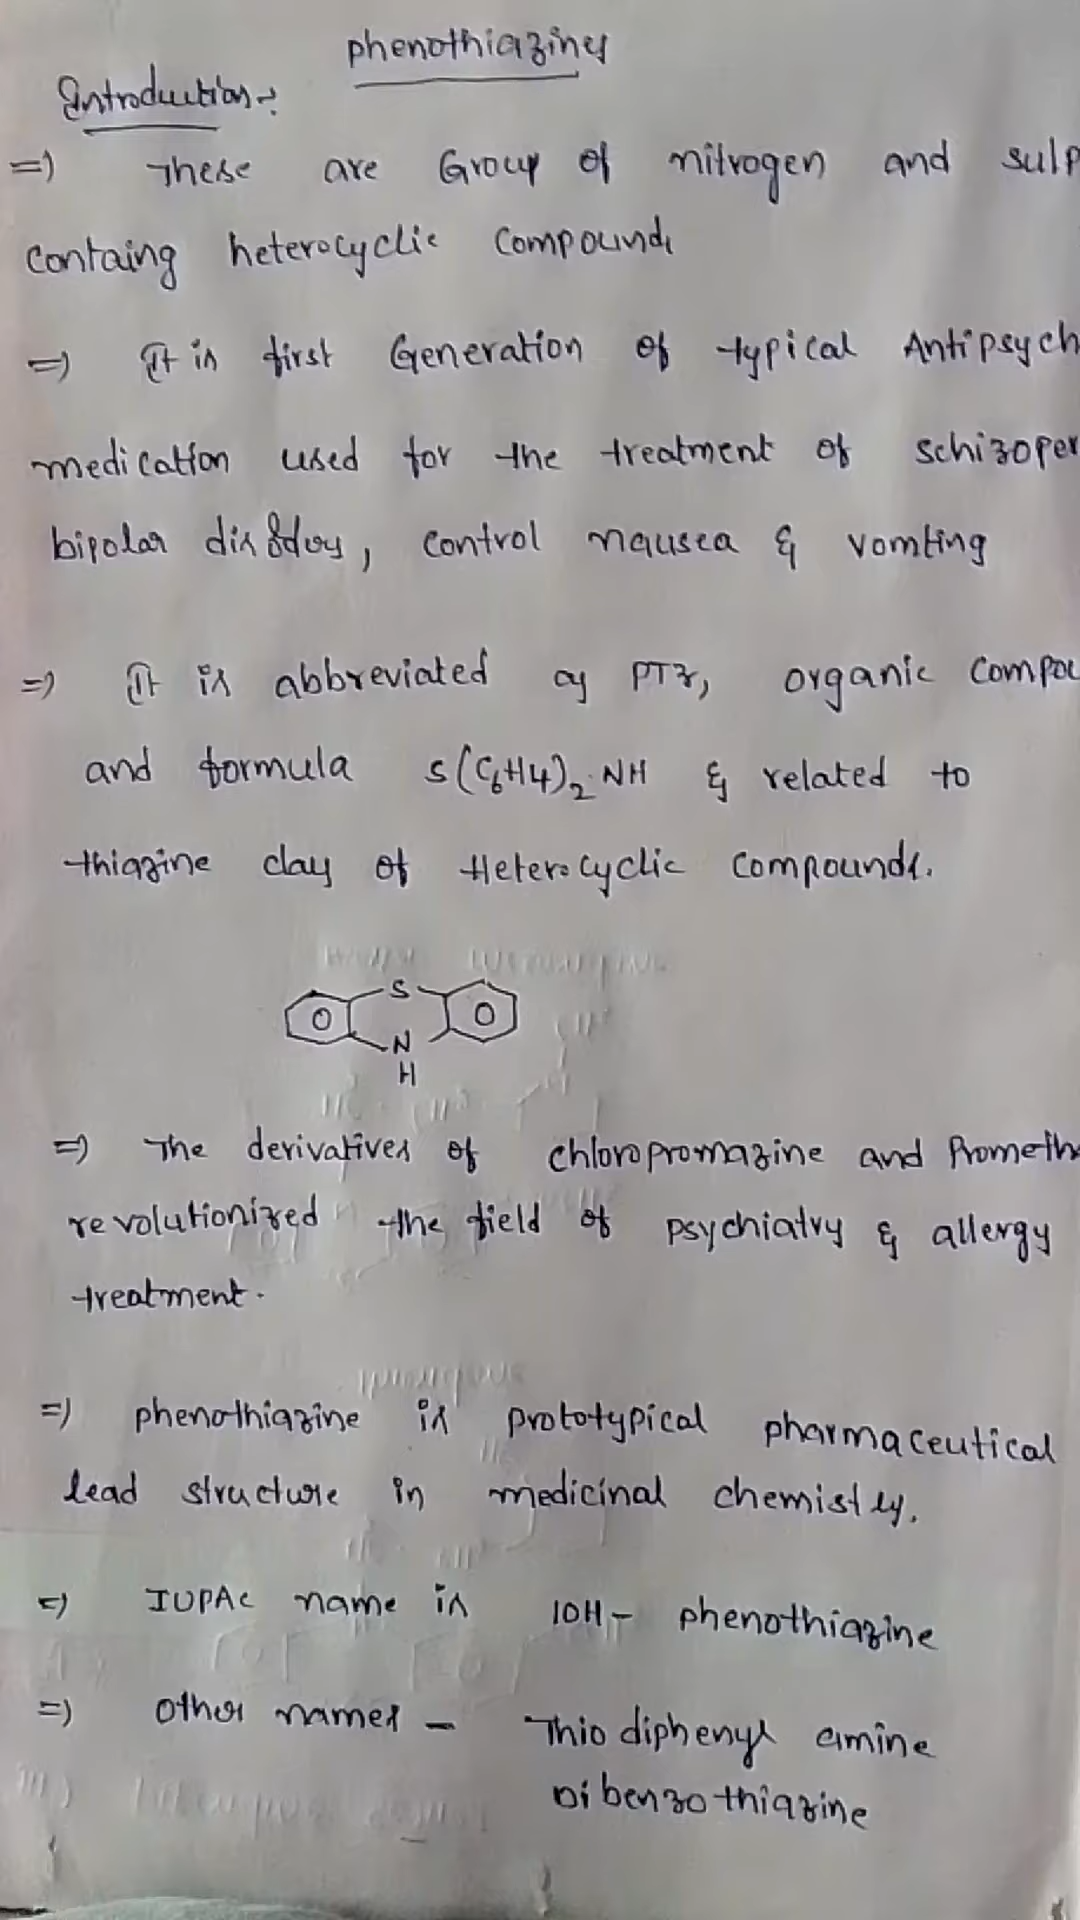 phenothiazines
Introduction:
=) These are Group of nitrogen and sulp
containg heterocyclic compounds
=) It is first Generation of typical Antipsych
medication used for the treatment of schizoper
bipolar disorders, control nausea & vomting
=) It is abbreviated as PTZ, organic compou
and formula S(C6H4)2.NH & related to
thiazine class of Heterocyclic compounds.
S
N
H
=) The derivatives of chloropromazine and Prometh
revolutionized the field of psychiatry & allergy
treatment.
=) phenothiazine is prototypical pharmaceutical
lead structure in medicinal chemistry.
=) IUPAC name is 10H- phenothiazine
=) Other names - Thio diphenyl amine
Dibenzothiazine